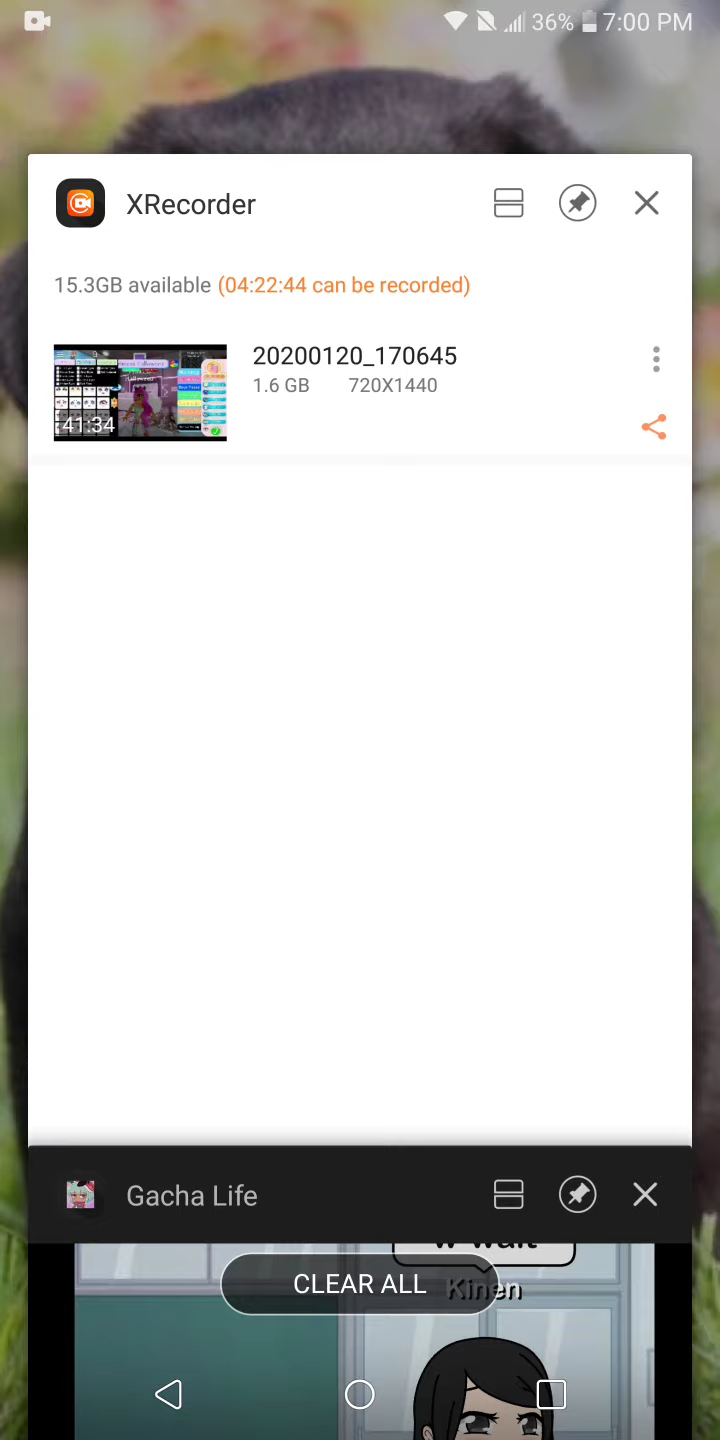 36% 7:00 PM
XRecorder
15.3GB available (04:22:44 can be recorded)
20200120_170645
1.6 GB 720X1440
41:34
Gacha Life
CLEAR ALL
Kinen